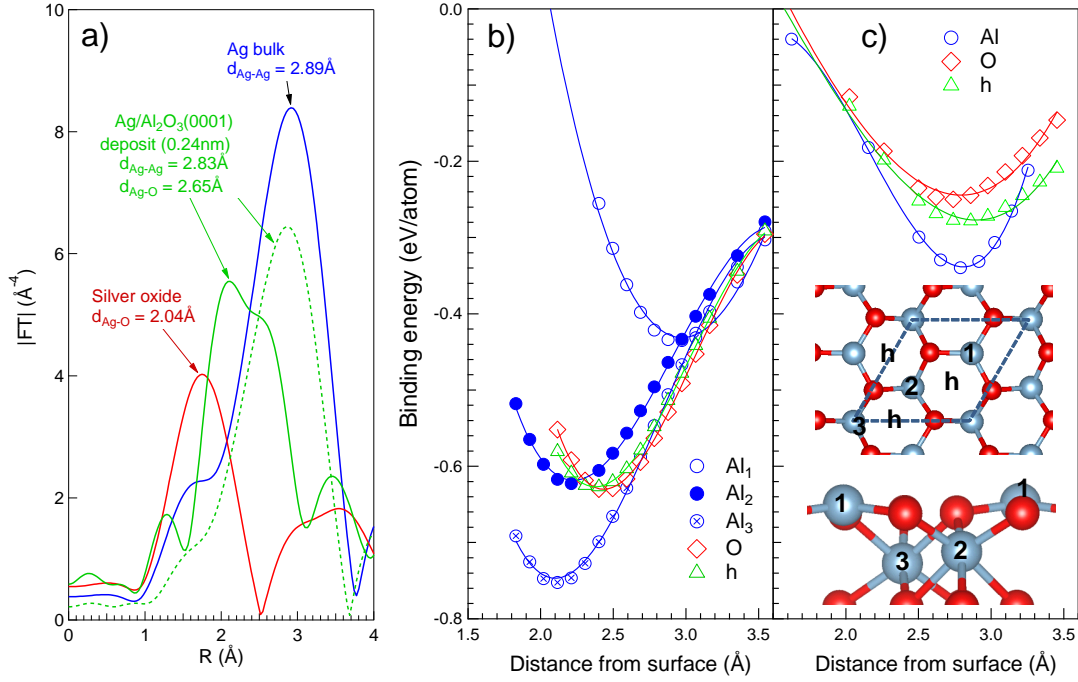 a)
Ag bulk
d_Ag-Ag = 2.89Å
Ag/Al₂O₃(0001)
deposit (0.24nm)
d_Ag-Ag = 2.83Å
d_Ag-O = 2.65Å
Silver oxide
d_Ag-O = 2.04Å
|FT| (Å⁻⁴)
10
8
6
4
2
0
0 1 2 3 4
R (Å)
b)
Binding energy (eV/atom)
0.0
-0.2
-0.4
-0.6
-0.8
Al₁
Al₂
Al₃
O
h
1.5 2.0 2.5 3.0 3.5
Distance from surface (Å)
c)
Al
O
h
h 1
2 h
3 h
1 1
3 2
2.0 2.5 3.0 3.5
Distance from surface (Å)